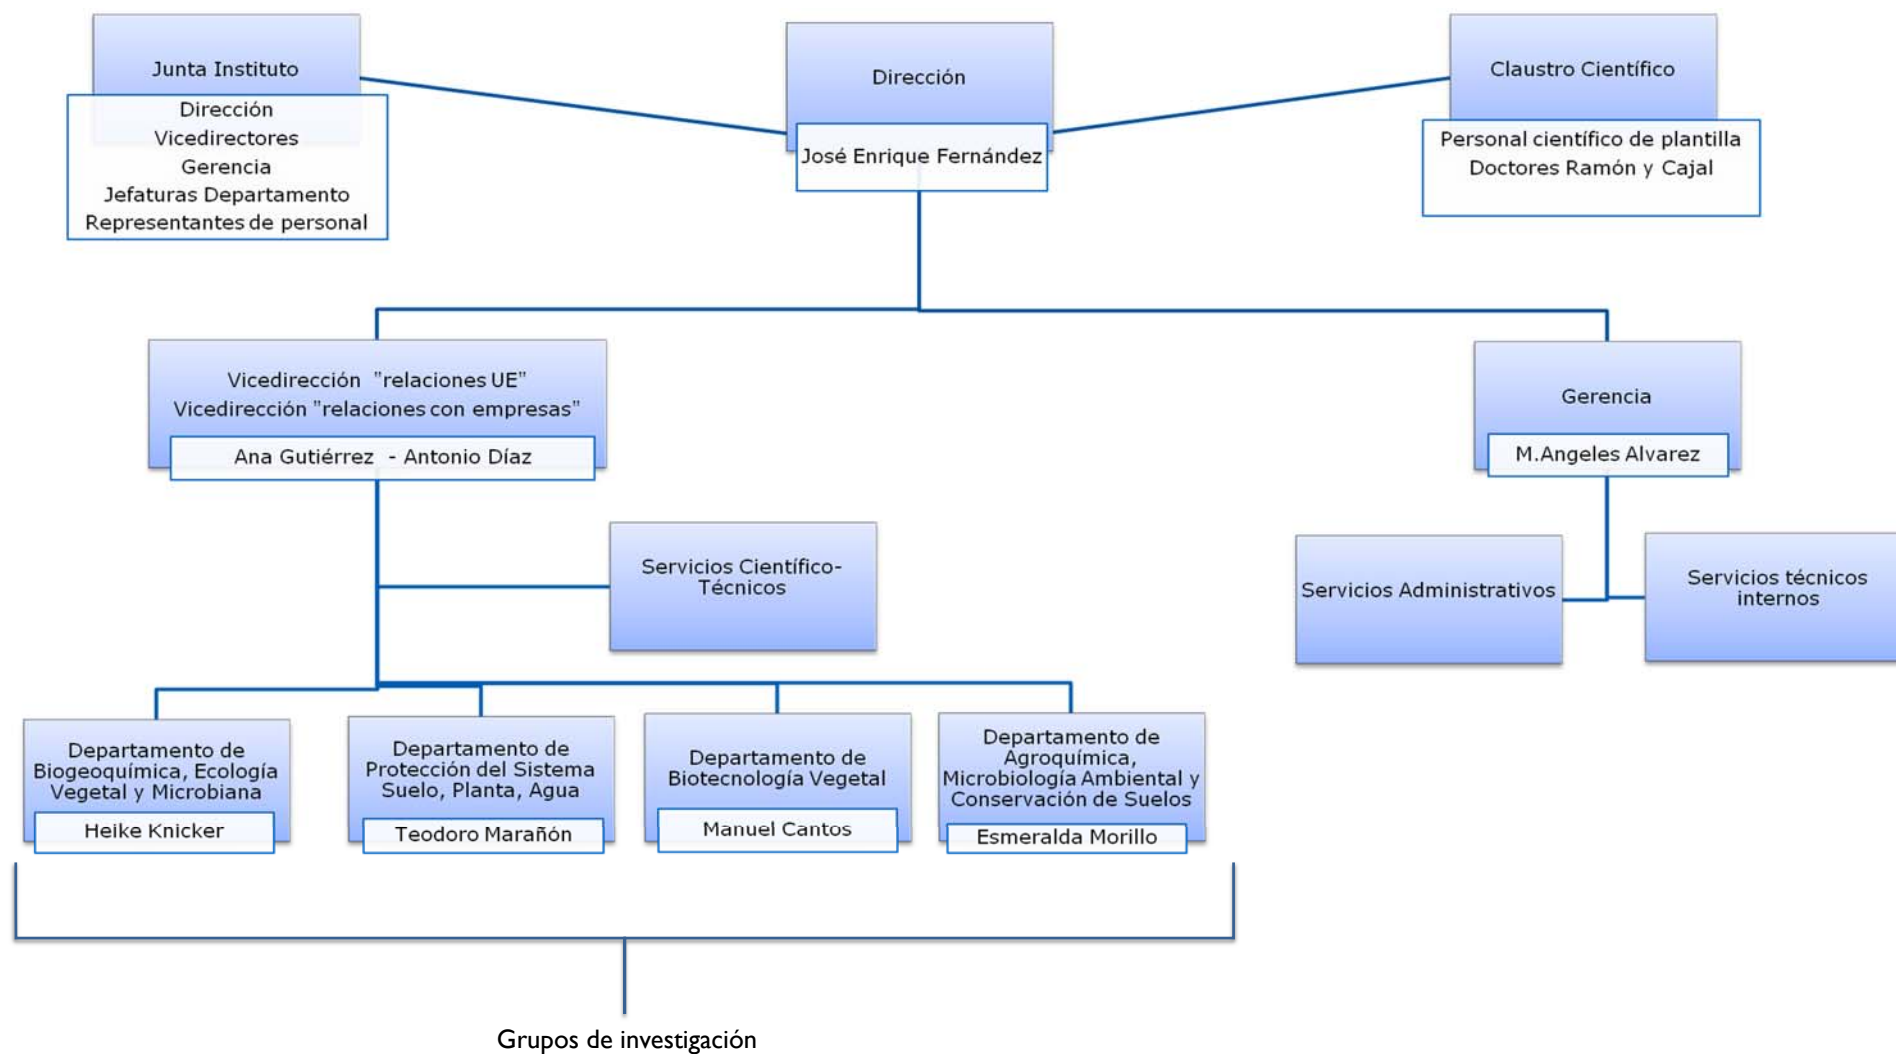 Junta Instituto
Dirección
Vicedirectores
Gerencia
Jefaturas Departamento
Representantes de personal
Dirección
José Enrique Fernández
Claustro Científico
Personal científico de plantilla
Doctores Ramón y Cajal
Vicedirección "relaciones UE"
Vicedirección "relaciones con empresas"
Ana Gutiérrez - Antonio Díaz
Gerencia
M.Angeles Alvarez
Servicios Científico-
Técnicos
Servicios Administrativos
Servicios técnicos
internos
Departamento de
Biogeoquímica, Ecología
Vegetal y Microbiana
Heike Knicker
Departamento de
Protección del Sistema
Suelo, Planta, Agua
Teodoro Marañón
Departamento de
Biotecnología Vegetal
Manuel Cantos
Departamento de
Agroquímica,
Microbiología Ambiental y
Conservación de Suelos
Esmeralda Morillo
Grupos de investigación